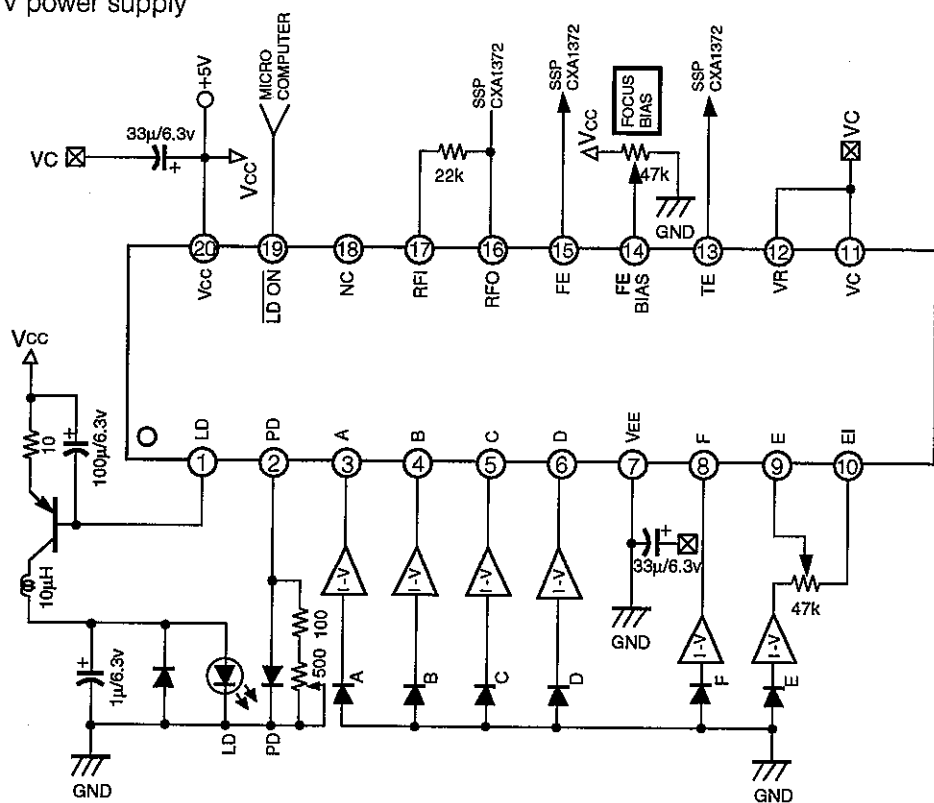 V power supply
+5V
MICRO
COMPUTER
SSP
CXA1372
SSP
CXA1372
FOCUS
BIAS
SSP
CXA1372
33μ/6.3v
+
VC
VCC
22k
VCC
47k
GND
VC
20
19
18
17
16
15
14
13
12
11
VCC
LD ON
NC
RFI
RFO
FE
FE
BIAS
TE
VR
VC
VCC
10
+
100μ/6.3v
LD
PD
A
B
C
D
VEE
F
E
EI
1
2
3
4
5
6
7
8
9
10
10μH
I-V
I-V
I-V
I-V
+
33μ/6.3v
GND
47k
I-V
I-V
+
1μ/6.3v
100
500
A
B
C
D
F
E
LD
PD
GND
GND